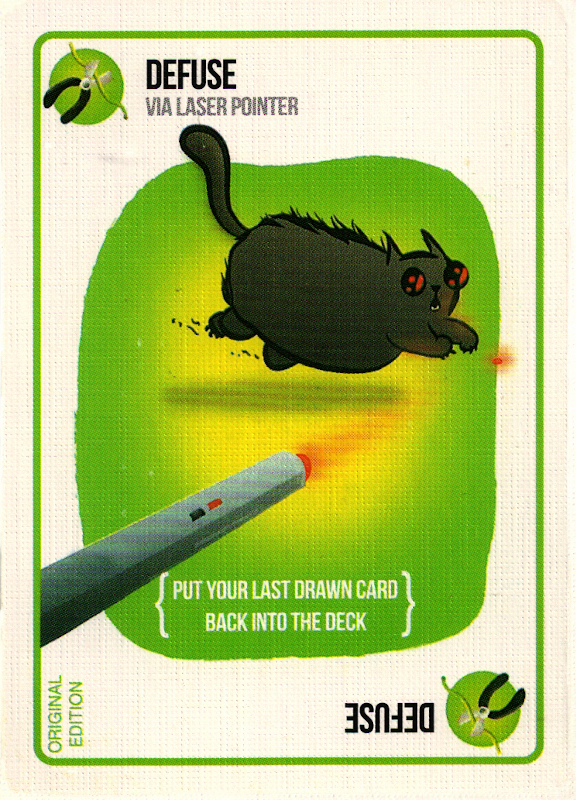 DEFUSE
VIA LASER POINTER
PUT YOUR LAST DRAWN CARD
BACK INTO THE DECK
ORIGINAL
EDITION
DEFUSE